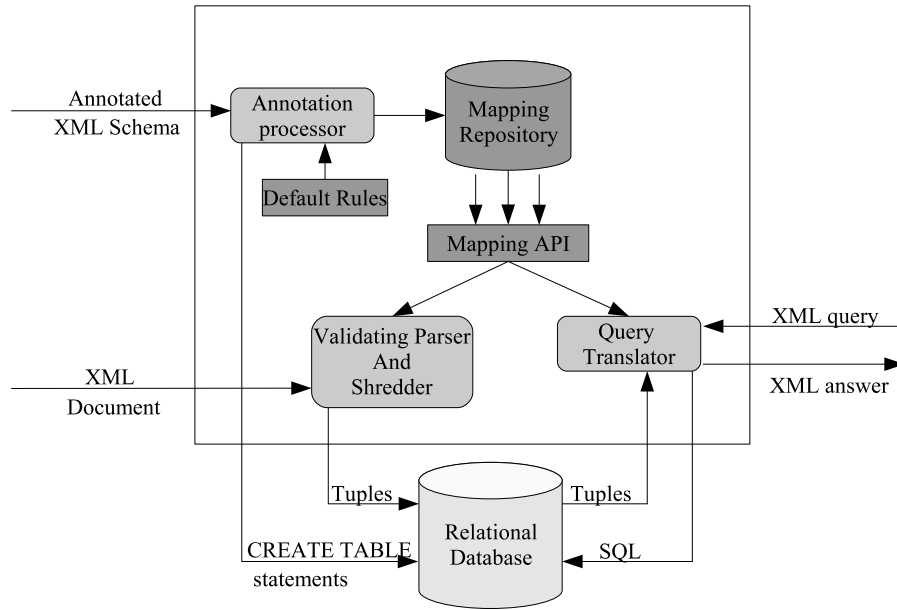 Annotated
XML Schema
Annotation
processor
Mapping
Repository
Default Rules
Mapping API
Validating Parser
And
Shredder
Query
Translator
XML query
XML answer
XML
Document
Tuples
Tuples
Relational
Database
CREATE TABLE
statements
SQL